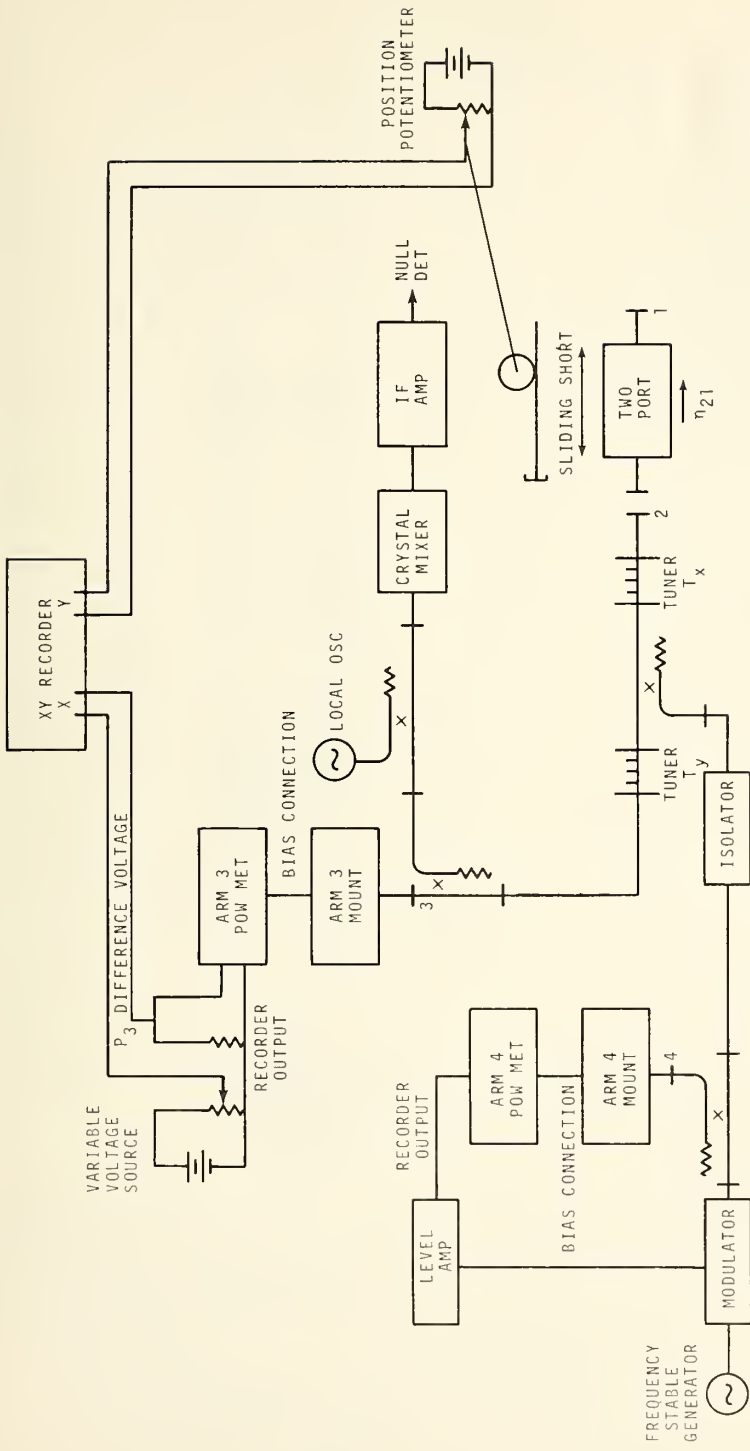 XY RECORDER
X
Y
P3 DIFFERENCE VOLTAGE
VARIABLE
VOLTAGE
SOURCE
RECORDER
OUTPUT
ARM 3
POW MET
BIAS CONNECTION
ARM 3
MOUNT
3
X
LOCAL OSC
~
X
CRYSTAL
MIXER
IF
AMP
NULL
DET
POSITION
POTENTIOMETER
SLIDING SHORT
TWO
PORT
η21
1
2
TUNER
Tx
X
TUNER
Ty
ISOLATOR
RECORDER
OUTPUT
LEVEL
AMP
ARM 4
POW MET
BIAS CONNECTION
ARM 4
MOUNT
4
X
MODULATOR
FREQUENCY
STABLE
GENERATOR
~